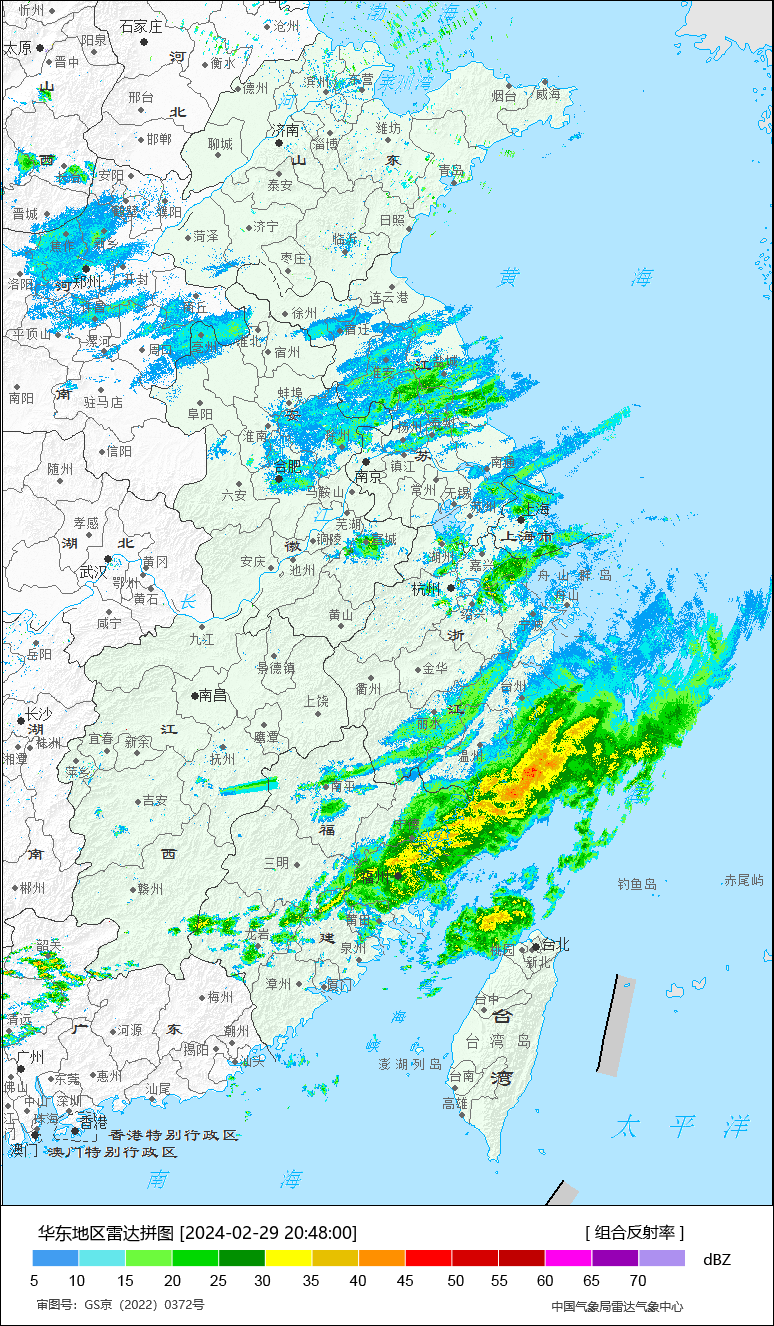 忻州
石家庄
沧州
渤 海
太原
阳泉
河
晋中
衡水
滨州
东营
莱州湾
山
邢台
德州
河
烟台
威海
北
邯郸
聊城
济南
淄博
潍坊
西
安阳
山
东
泰安
青岛
晋城
鹤壁
濮阳
菏泽
济宁
日照
焦作
临沂
枣庄
黄 海
洛阳
河
郑州
开封
连云港
商丘
徐州
平顶山
漯河
周口
亳州
淮北
宿迁
宿州
江
盐城
淮安
南阳
南
驻马店
阜阳
蚌埠
安
信阳
淮南
滁州
扬州
苏
合肥
镇江
南通
随州
六安
马鞍山
南京
常州
无锡
苏州
上海
孝感
芜湖
江
湖
北
徽
铜陵
宣城
上海市
武汉
黄冈
安庆
池州
湖州
嘉兴
舟 山 群 岛
鄂州
黄石
长
杭州
绍兴
舟山
咸宁
九江
黄山
浙
宁波
岳阳
景德镇
衢州
金华
台州
长沙
南昌
上饶
江
丽水
湖
株洲
宜春
新余
江
鹰潭
湘潭
抚州
温州
萍乡
南平
吉安
福
南
西
三明
郴州
赣州
福州
钓鱼岛
赤尾屿
莆田
韶关
龙岩
建
泉州
桃园
台北
新北
漳州
厦门
梅州
台中
清远
广
河源
东
潮州
海
台
广州
揭阳
汕头
峡
台 湾 岛
澎 湖 列 岛
佛山
东莞
惠州
台南
湾
中山
深圳
汕尾
高雄
江门
珠海
香港
香港特别行政区
太 平 洋
澳门
澳门特别行政区
南 海
华东地区雷达拼图 [2024-02-29 20:48:00]
[ 组合反射率 ]
dBZ
5 10 15 20 25 30 35 40 45 50 55 60 65 70
审图号：GS京（2022）0372号
中国气象局雷达气象中心